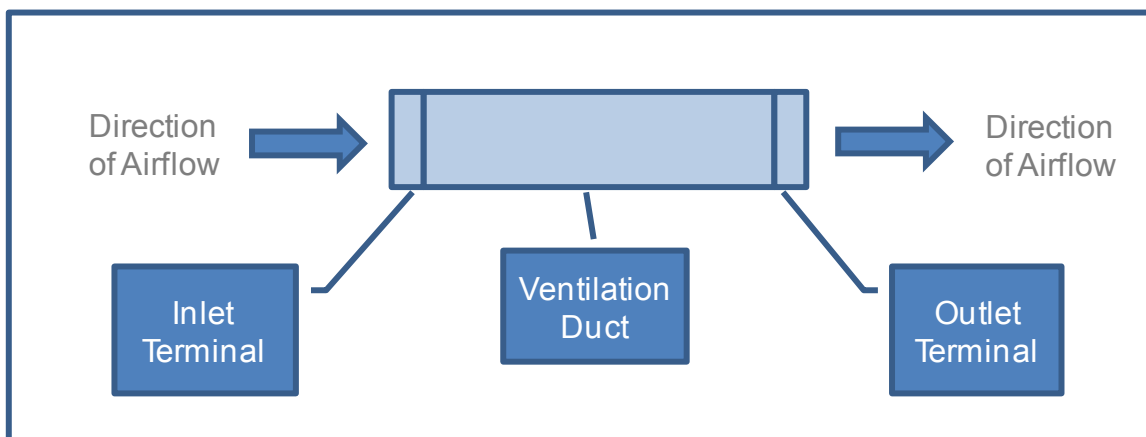 Direction
of Airflow
Direction
of Airflow
Inlet
Terminal
Ventilation
Duct
Outlet
Terminal